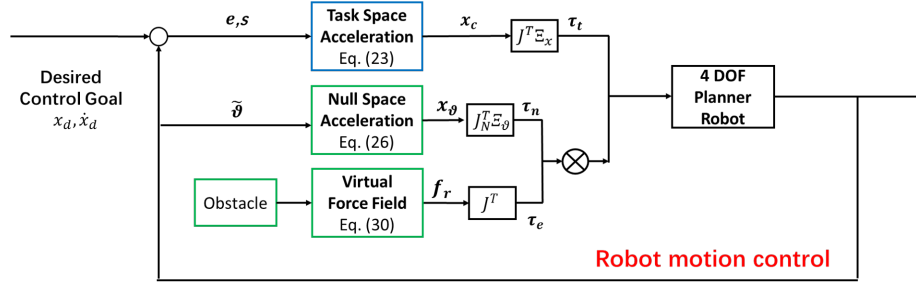 e,s
Task Space
Acceleration
Eq. (23)
x_c
J^T Ξ_x
τ_t
Desired
Control Goal
x_d, ẋ_d
4 DOF
Planner
Robot
ϑ̃
Null Space
Acceleration
Eq. (26)
x_ϑ
J_N^T Ξ_ϑ
τ_n
Obstacle
Virtual
Force Field
Eq. (30)
f_r
J^T
τ_e
Robot motion control